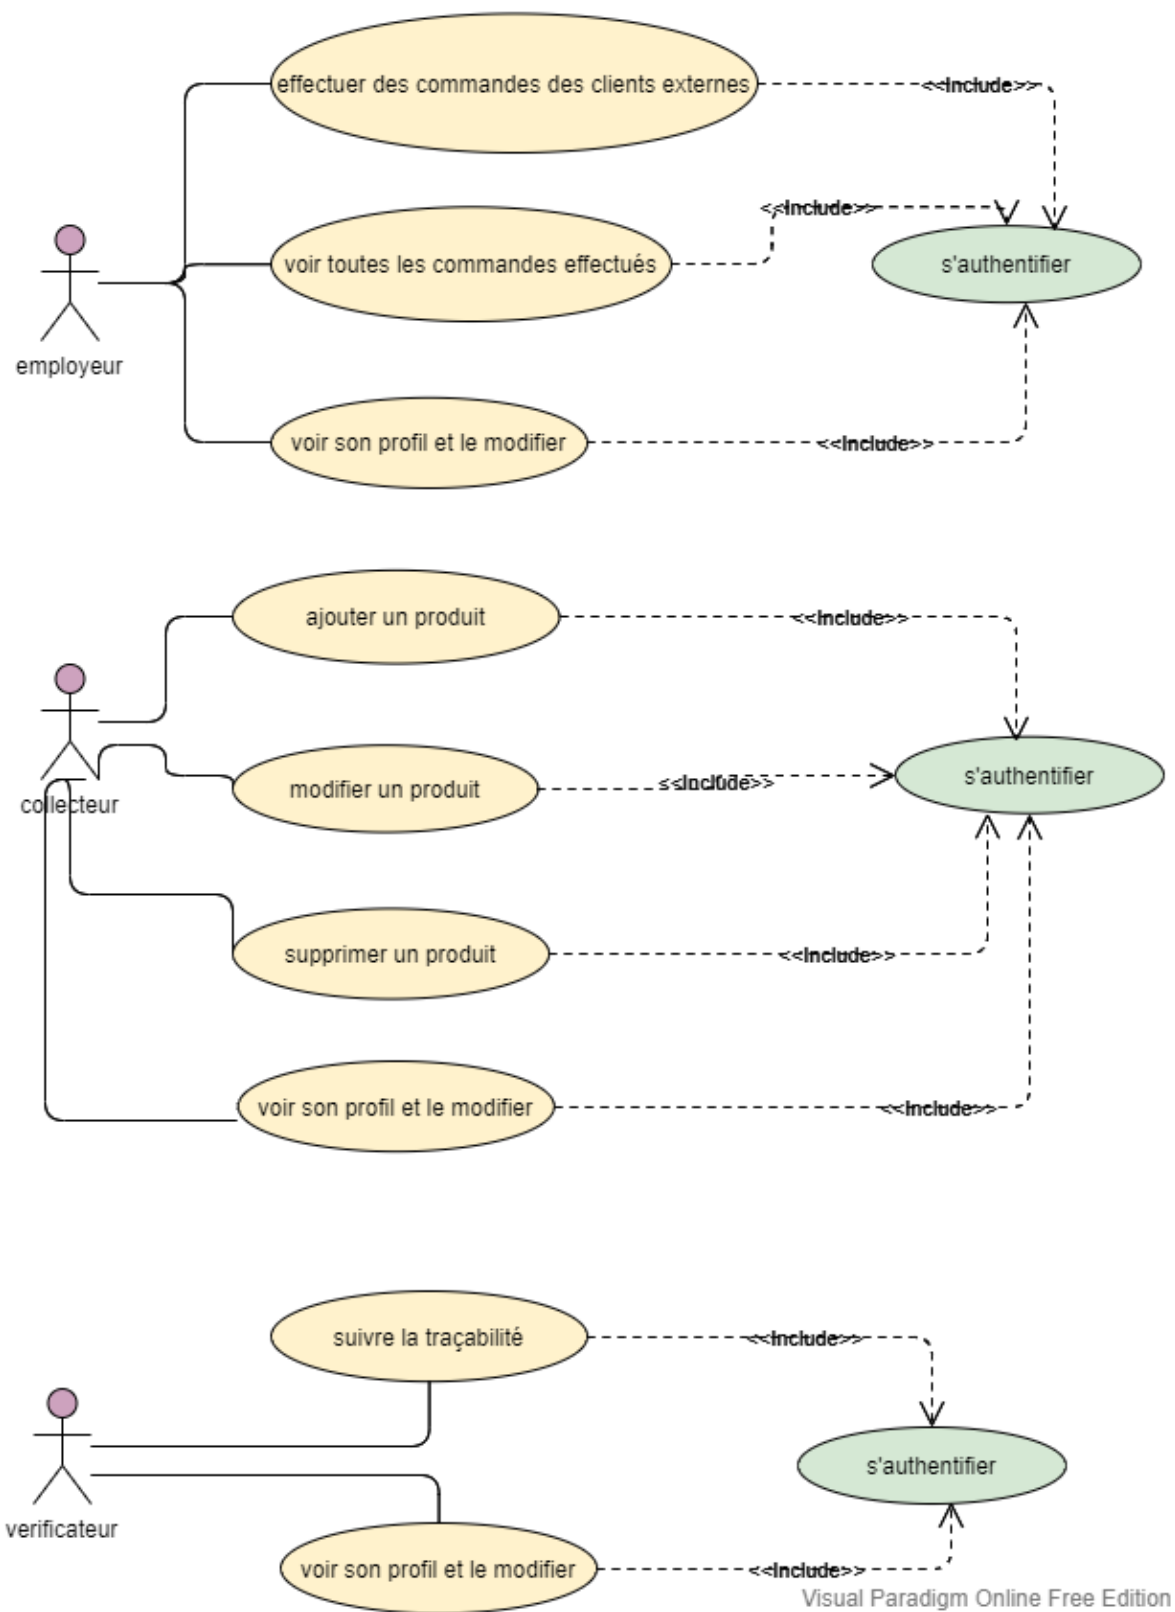 effectuer des commandes des clients externes
<<Include>>
<<Include>>
voir toutes les commandes effectués
s'authentifier
employeur
voir son profil et le modifier
<<Include>>
ajouter un produit
<<Include>>
s'authentifier
modifier un produit
<<Include>>
collecteur
supprimer un produit
<<Include>>
voir son profil et le modifier
<<Include>>
suivre la traçabilité
<<Include>>
s'authentifier
verificateur
voir son profil et le modifier
<<Include>>
Visual Paradigm Online Free Edition